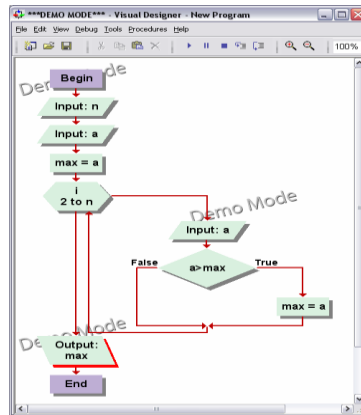 ***DEMO MODE*** - Visual Designer - New Program
File Edit View Debug Tools Procedures Help
100%
Demo Mode
Begin
Input: n
Input: a
max = a
i
2 to n
Demo Mode
Input: a
False
a>max
True
max = a
Demo Mode
Output:
max
End